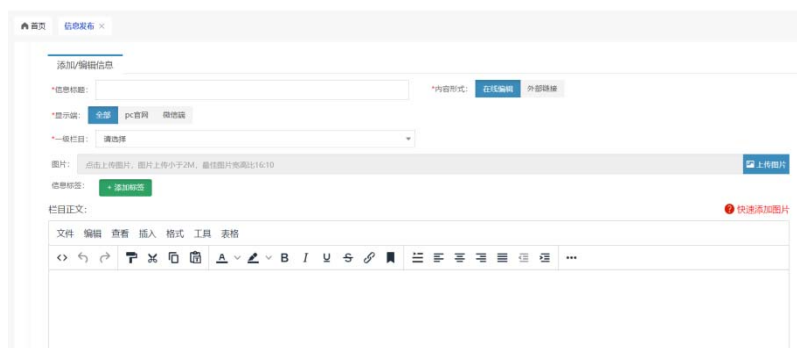 首页 信息发布 ×
添加/编辑信息
*信息标题: *内容形式: 在线编辑 外部链接
*显示端: 全部 pc官网 微信端
*一级栏目: 请选择
图片: 点击上传图片, 图片上传小于2M, 最佳图片宽高比16:10 上传图片
信息标签: + 添加标签
栏目正文: 快速添加图片
文件 编辑 查看 插入 格式 工具 表格